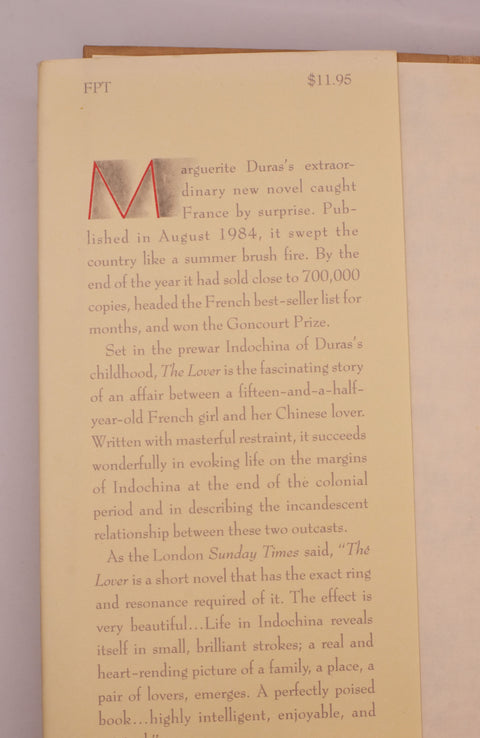 FPT $11.95
Marguerite Duras's extraor-
dinary new novel caught
France by surprise. Pub-
lished in August 1984, it swept the
country like a summer brush fire. By the
end of the year it had sold close to 700,000
copies, headed the French best-seller list for
months, and won the Goncourt Prize.
Set in the prewar Indochina of Duras's
childhood, The Lover is the fascinating story
of an affair between a fifteen-and-a-half-
year-old French girl and her Chinese lover.
Written with masterful restraint, it succeeds
wonderfully in evoking life on the margins
of Indochina at the end of the colonial
period and in describing the incandescent
relationship between these two outcasts.
As the London Sunday Times said, "The
Lover is a short novel that has the exact ring
and resonance required of it. The effect is
very beautiful...Life in Indochina reveals
itself in small, brilliant strokes; a real and
heart-rending picture of a family, a place, a
pair of lovers, emerges. A perfectly poised
book...highly intelligent, enjoyable, and